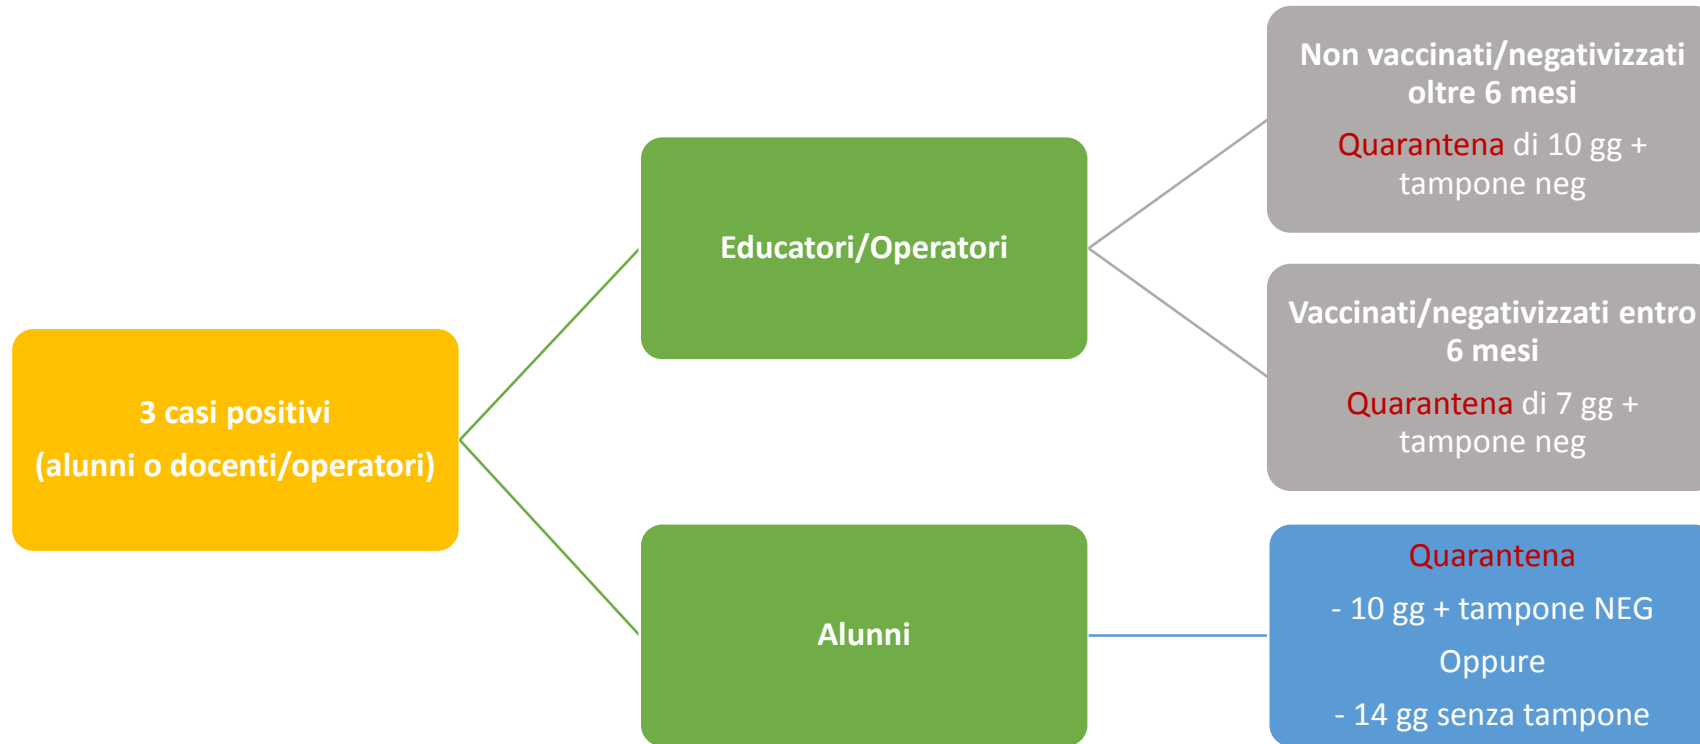 3 casi positivi
(alunni o docenti/operatori)
Educatori/Operatori
Non vaccinati/negativizzati
oltre 6 mesi
Quarantena di 10 gg +
tampone neg
Vaccinati/negativizzati entro
6 mesi
Quarantena di 7 gg +
tampone neg
Alunni
Quarantena
- 10 gg + tampone NEG
Oppure
- 14 gg senza tampone